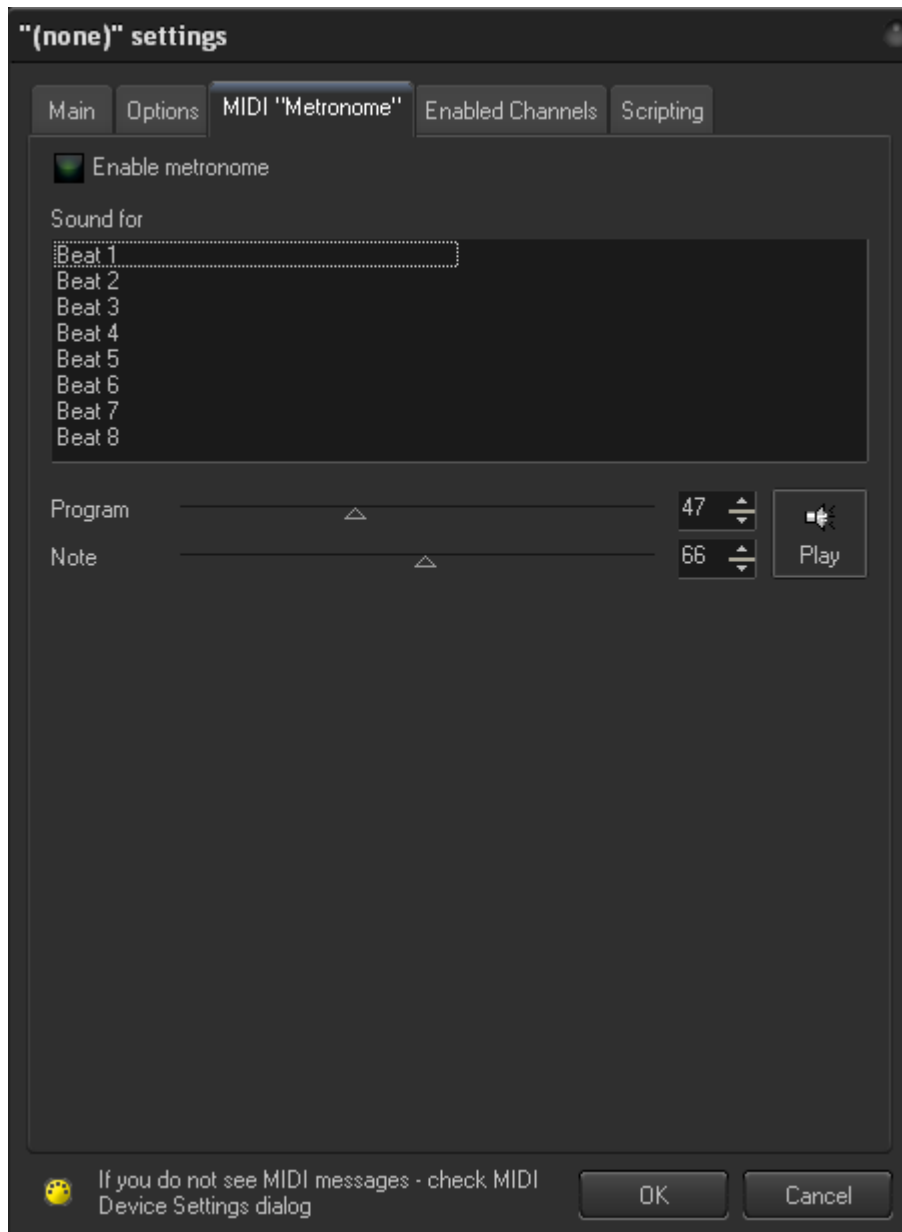 "(none)" settings
Main Options MIDI "Metronome" Enabled Channels Scripting
Enable metronome
Sound for
Beat 1
Beat 2
Beat 3
Beat 4
Beat 5
Beat 6
Beat 7
Beat 8
Program 47
Note 66
Play
If you do not see MIDI messages - check MIDI
Device Settings dialog
OK Cancel